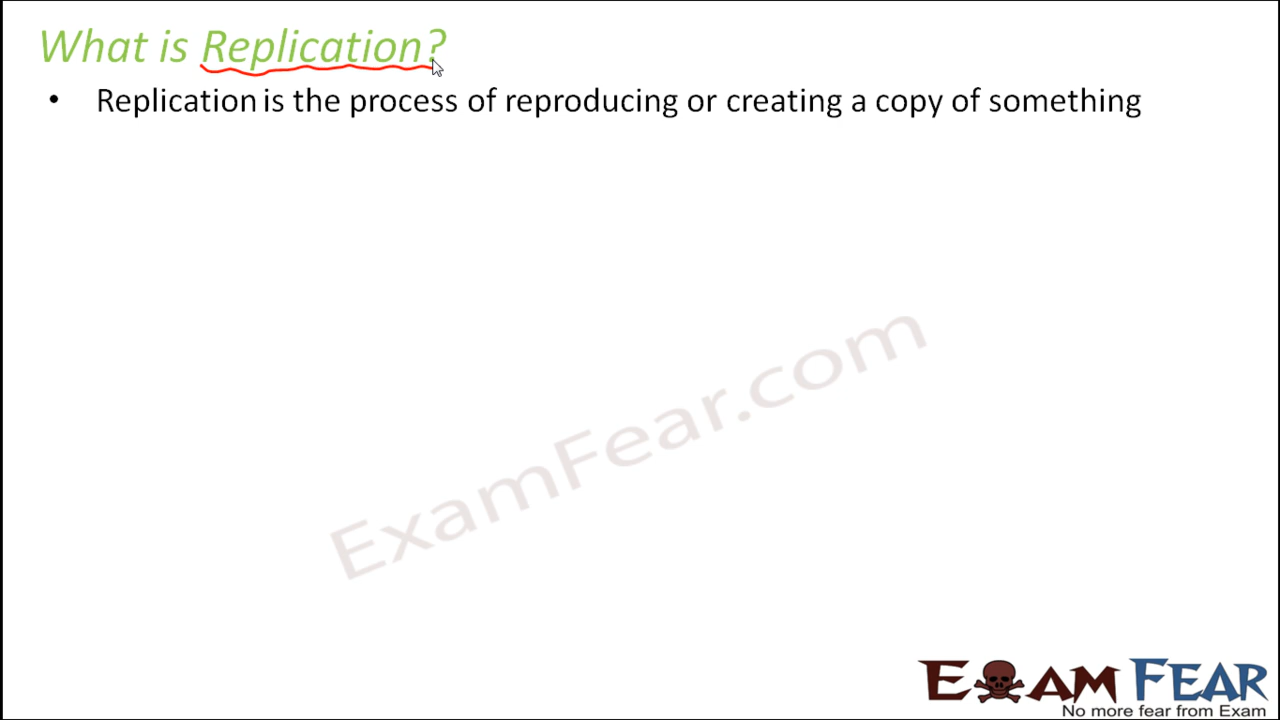 What is Replication?
• Replication is the process of reproducing or creating a copy of something
ExamFear.com
EXAM FEAR
No more fear from Exam